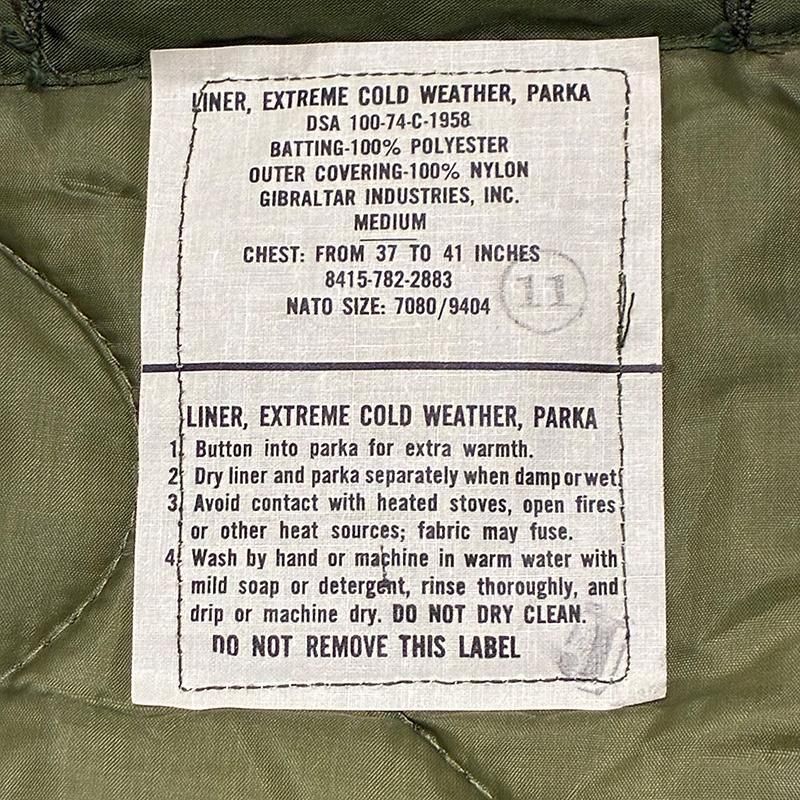 LINER, EXTREME COLD WEATHER, PARKA
DSA 100-74-C-1958
BATTING-100% POLYESTER
OUTER COVERING-100% NYLON
GIBRALTAR INDUSTRIES, INC.
MEDIUM
CHEST: FROM 37 TO 41 INCHES
8415-782-2883
NATO SIZE: 7080/9404
11
LINER, EXTREME COLD WEATHER, PARKA
1. Button into parka for extra warmth.
2. Dry liner and parka separately when damp or wet.
3. Avoid contact with heated stoves, open fires
or other heat sources; fabric may fuse.
4. Wash by hand or machine in warm water with
mild soap or detergent, rinse thoroughly, and
drip or machine dry. DO NOT DRY CLEAN.
DO NOT REMOVE THIS LABEL